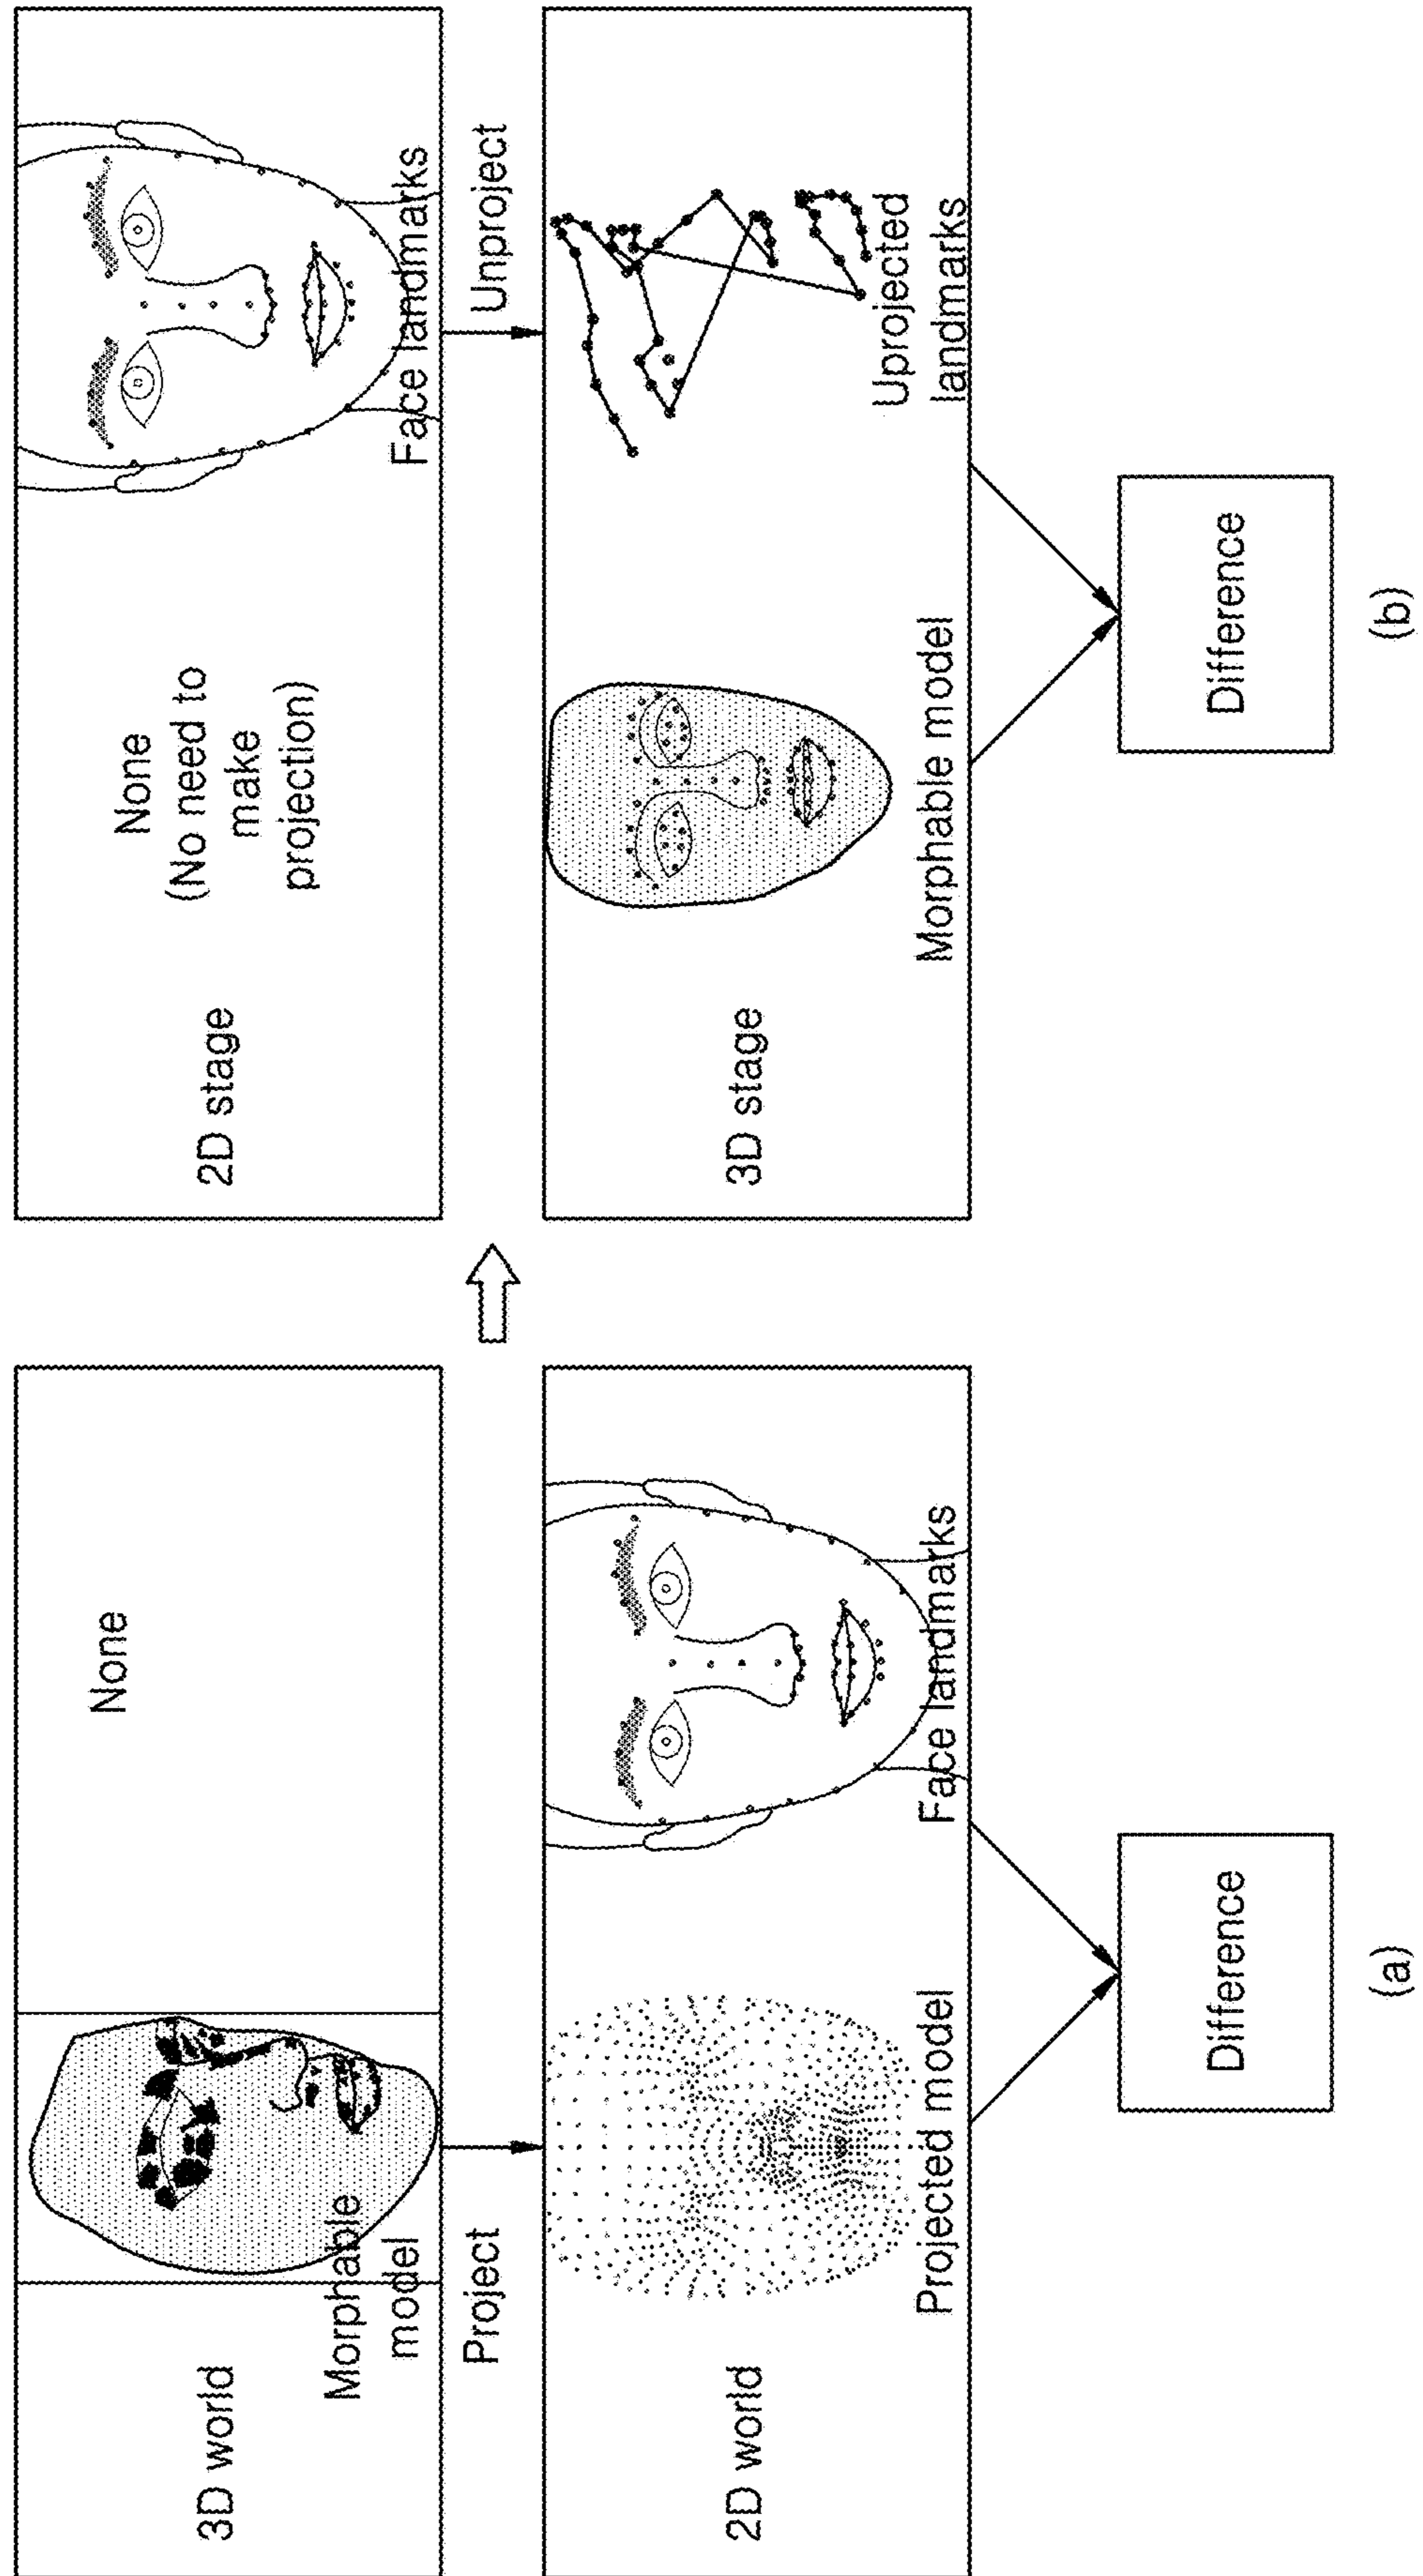 3D world
Morphable
model
None
Project
2D world
Projected model
Face landmarks
Difference
(a)
2D stage
None
(No need to
make
projection)
Face landmarks
Unproject
3D stage
Morphable model
Uprojected
landmarks
Difference
(b)